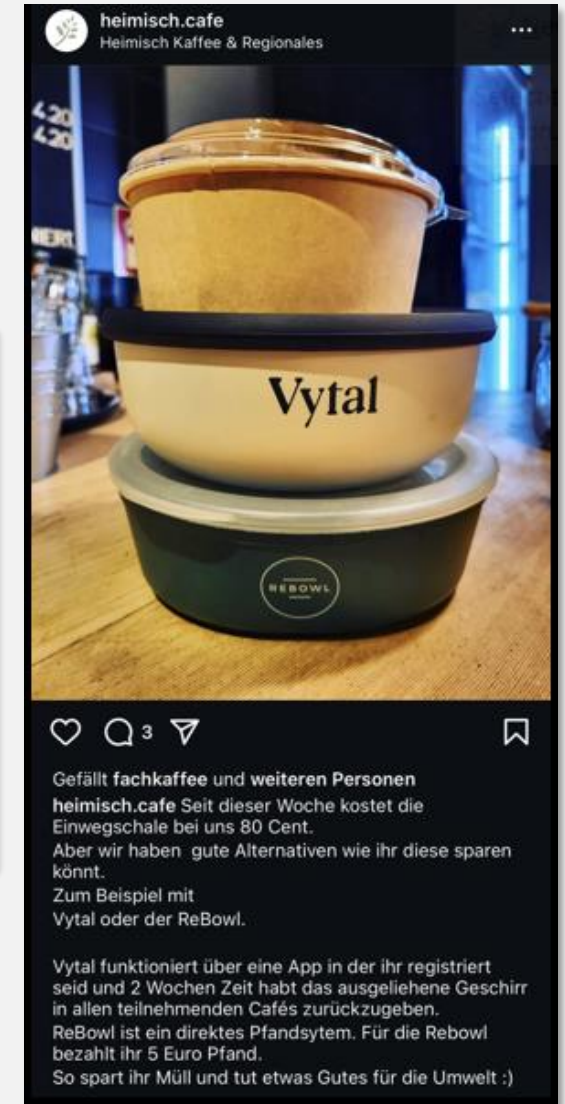 heimisch.cafe
Heimisch Kaffee & Regionales
420
420
Vytal
REBOWL
3
Gefällt fachkaffee und weiteren Personen
heimisch.cafe Seit dieser Woche kostet die
Einwegschale bei uns 80 Cent.
Aber wir haben gute Alternativen wie ihr diese sparen
könnt.
Zum Beispiel mit
Vytal oder der ReBowl.
Vytal funktioniert über eine App in der ihr registriert
seid und 2 Wochen Zeit habt das ausgeliehene Geschirr
in allen teilnehmenden Cafés zurückzugeben.
ReBowl ist ein direktes Pfandsytem. Für die Rebowl
bezahlt ihr 5 Euro Pfand.
So spart ihr Müll und tut etwas Gutes für die Umwelt :)